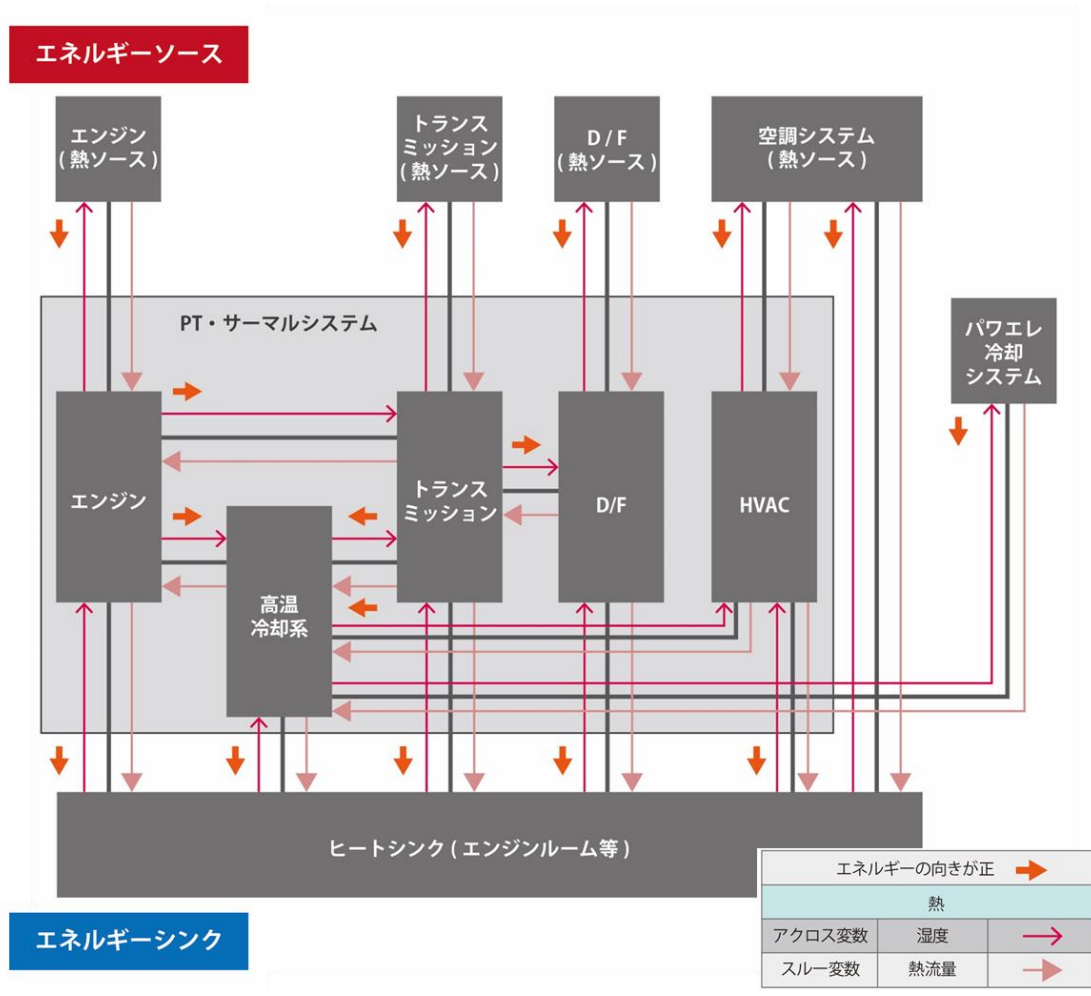 エネルギーソース
エンジン
( 熱ソース )
トランス
ミッション
( 熱ソース )
D / F
( 熱ソース )
空調システム
( 熱ソース )
PT・サーマルシステム
パワエレ
冷却
システム
エンジン
トランス
ミッション
D/F
HVAC
高温
冷却系
ヒートシンク ( エンジンルーム等 )
エネルギーの向きが正
熱
アクロス変数
湿度
スルー変数
熱流量
エネルギーシンク